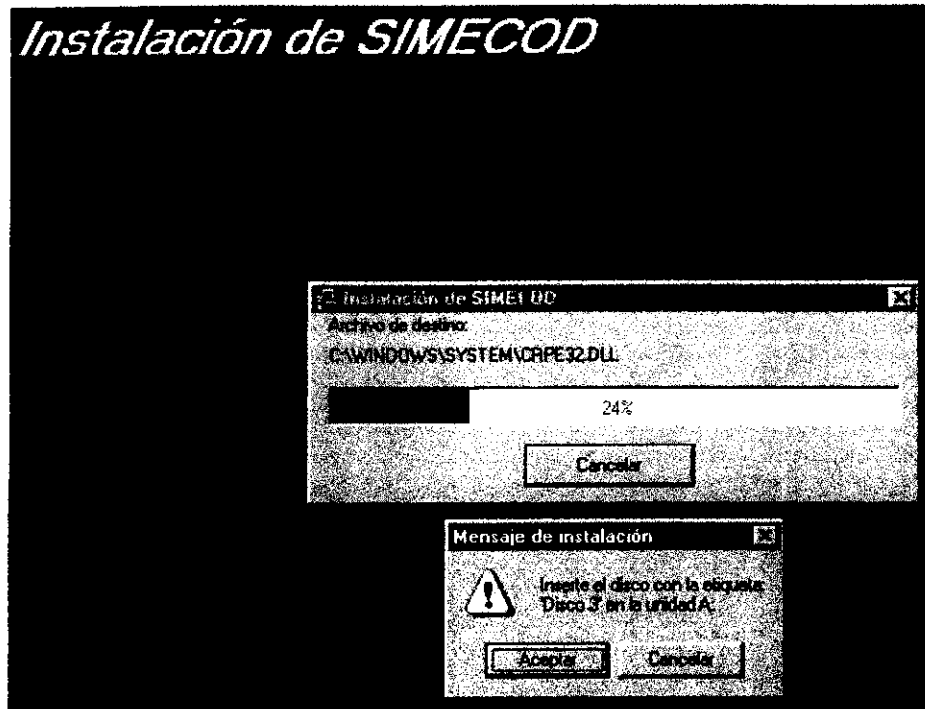 Instalación de SIMECOD
Instalación de SIMECOD
Archivo de destino:
C:\WINDOWS\SYSTEM\CRPE32.DLL
24%
Cancelar
Mensaje de instalación
Inserte el disco con la etiqueta
'Disco 3' en la unidad A:
Aceptar
Cancelar